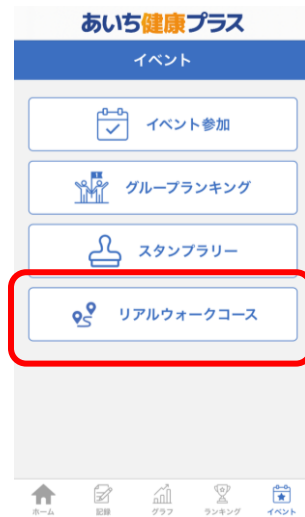 あいち健康プラス
イベント
イベント参加
グループランキング
スタンプラリー
リアルウォークコース
ホーム 記録 グラフ ランキング イベント